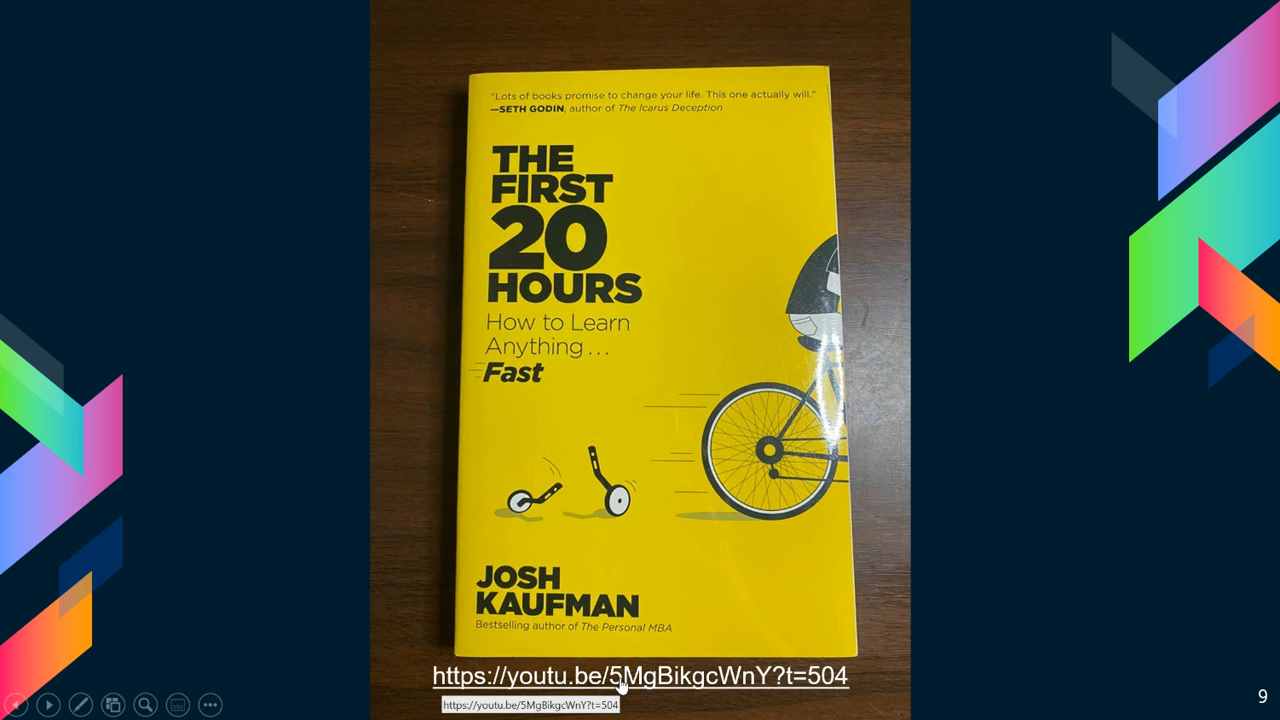 "Lots of books promise to change your life. This one actually will."
—SETH GODIN, author of The Icarus Deception
THE
FIRST
20
HOURS
How to Learn
Anything...
Fast
JOSH
KAUFMAN
Bestselling author of The Personal MBA
https://youtu.be/5MgBikgcWnY?t=504
https://youtu.be/5MgBikgcWnY?t=504
9